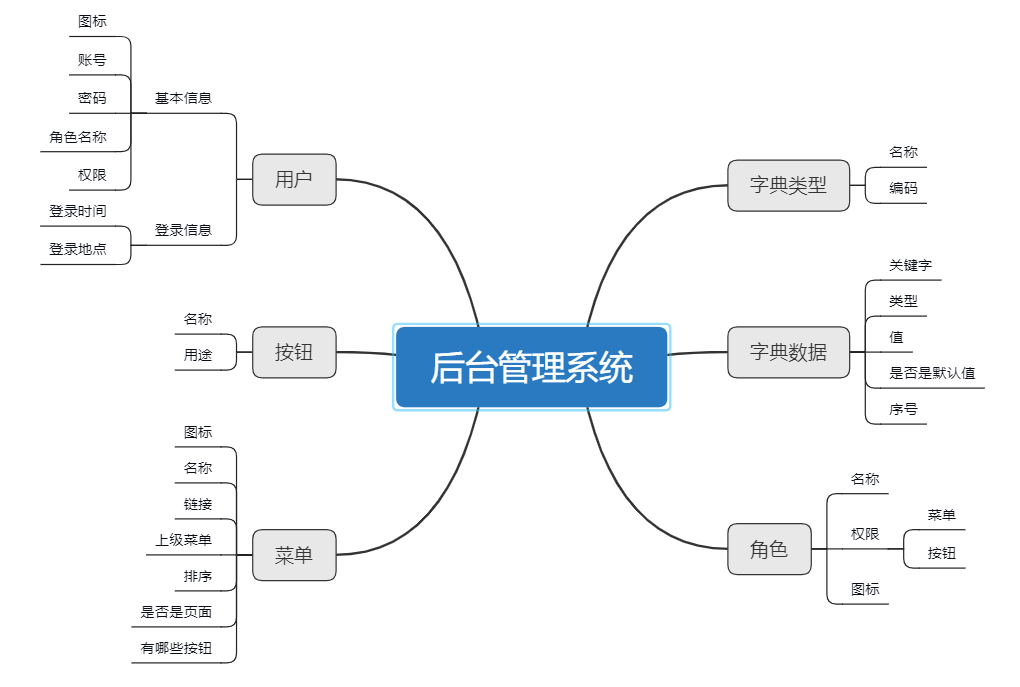 后台管理系统
用户
基本信息
图标
账号
密码
角色名称
权限
登录信息
登录时间
登录地点
按钮
名称
用途
菜单
图标
名称
链接
上级菜单
排序
是否是页面
有哪些按钮
字典类型
名称
编码
字典数据
关键字
类型
值
是否是默认值
序号
角色
名称
权限
菜单
按钮
图标